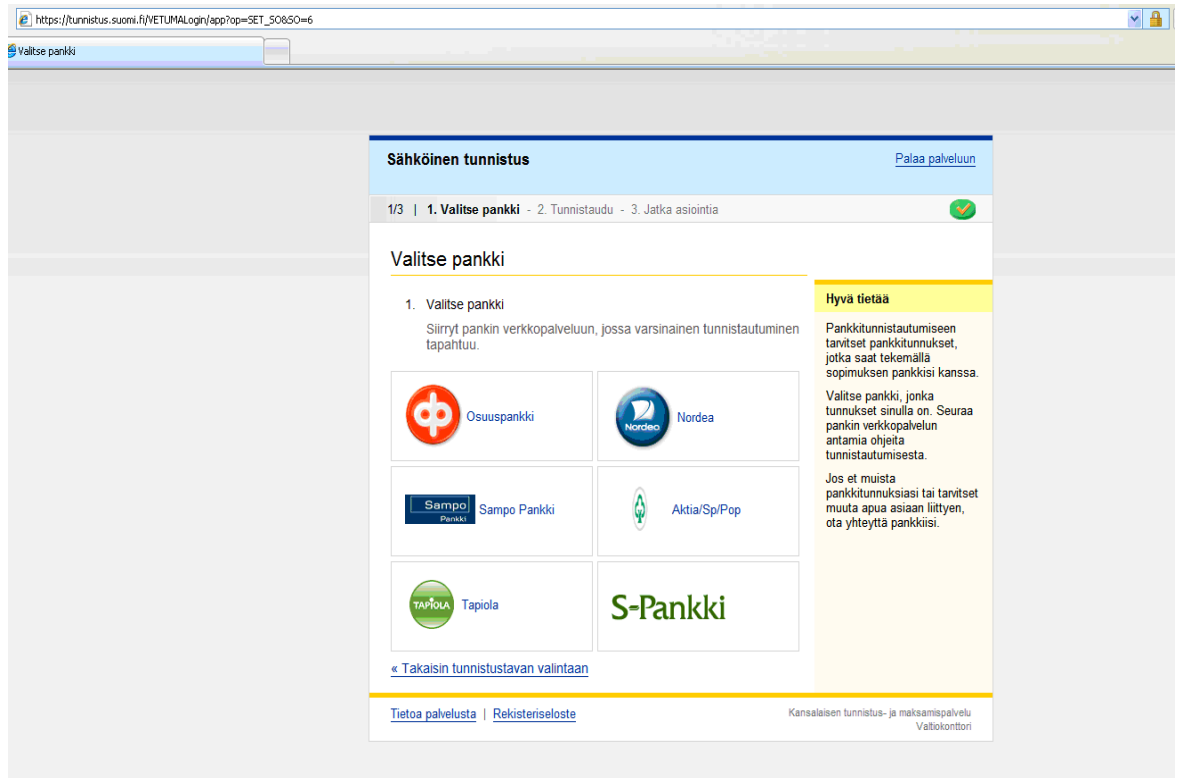 https://tunnistus.suomi.fi/VETUMALogin/app?op=SET_SO&SO=6
Valitse pankki
Sähköinen tunnistus
Palaa palveluun
1/3 | 1. Valitse pankki - 2. Tunnistaudu - 3. Jatka asiointia
Valitse pankki
1. Valitse pankki
Siirryt pankin verkkopalveluun, jossa varsinainen tunnistautuminen
tapahtuu.
Osuuspankki
Nordea
Nordea
Sampo
Pankki
Sampo Pankki
Aktia/Sp/Pop
TAPIOLA
Tapiola
S-Pankki
« Takaisin tunnistustavan valintaan
Hyvä tietää
Pankkitunnistautumiseen
tarvitset pankkitunnukset,
jotka saat tekemällä
sopimuksen pankkisi kanssa.
Valitse pankki, jonka
tunnukset sinulla on. Seuraa
pankin verkkopalvelun
antamia ohjeita
tunnistautumisesta.
Jos et muista
pankkitunnuksiasi tai tarvitset
muuta apua asiaan liittyen,
ota yhteyttä pankkiisi.
Tietoa palvelusta | Rekisteriseloste
Kansalaisen tunnistus- ja maksamispalvelu
Valtiokonttori